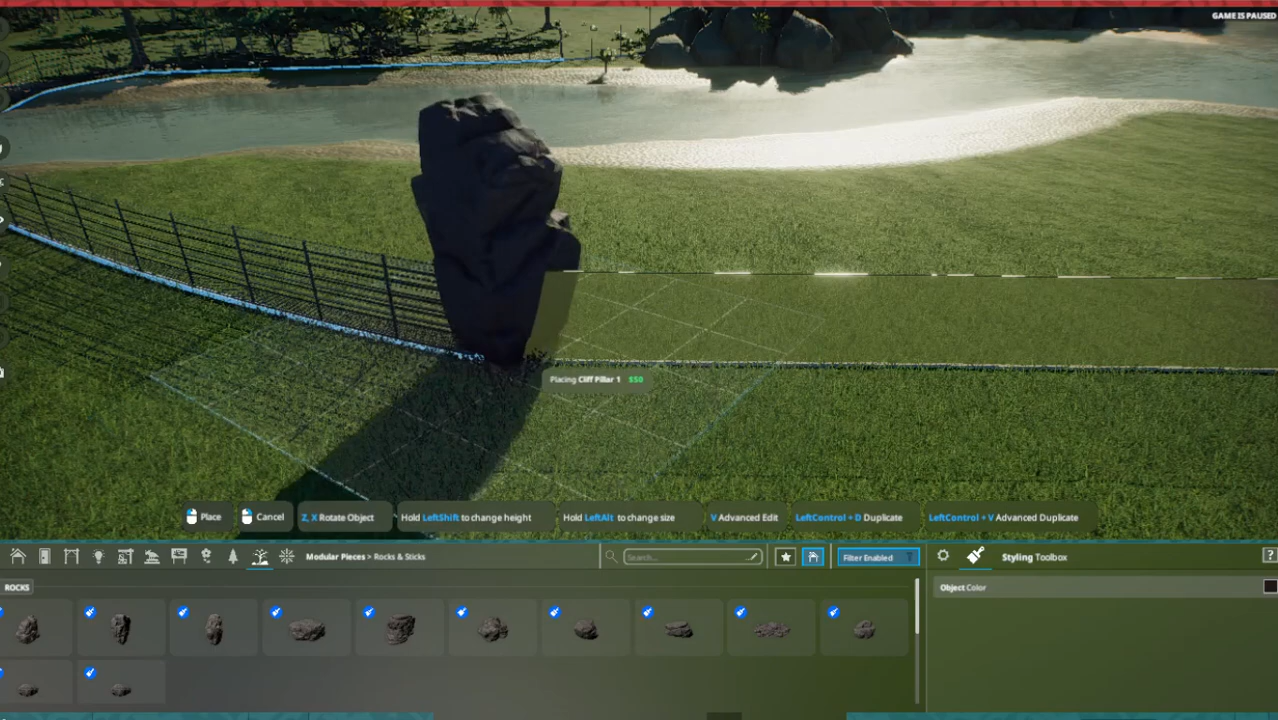 GAME IS PAUSED
Placing Cliff Pillar 1 $50
Place
Cancel
Z, X Rotate Object
Hold LeftShift to change height
Hold LeftAlt to change size
V Advanced Edit
LeftControl + D Duplicate
LeftControl + V Advanced Duplicate
Modular Pieces > Rocks & Sticks
Search...
Filter Enabled
Styling Toolbox
?
ROCKS
Object Color